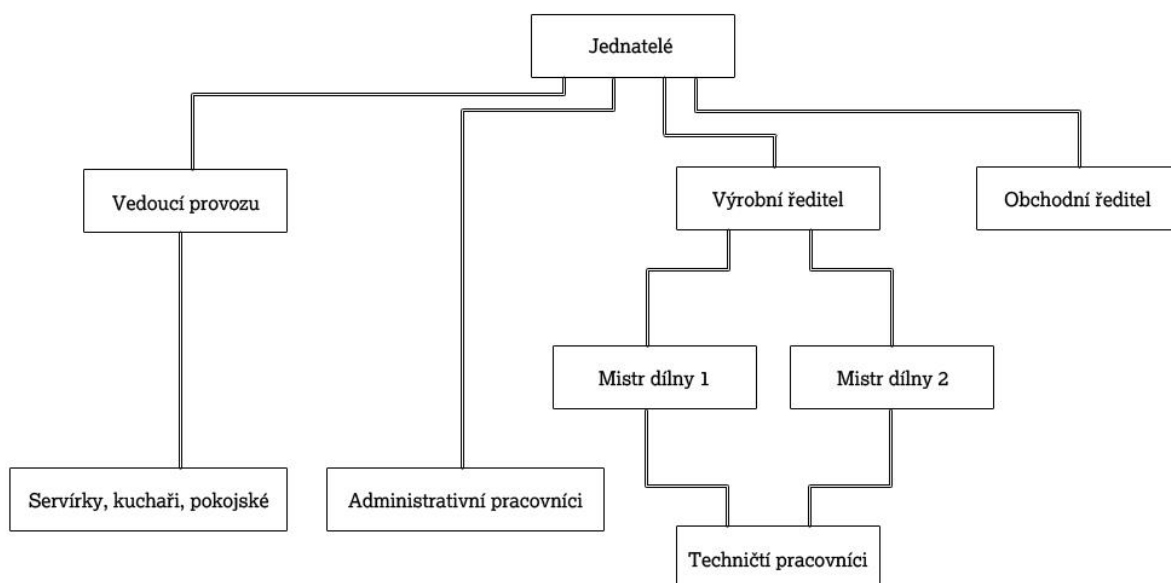 Jednatelé
Vedoucí provozu
Výrobní ředitel
Obchodní ředitel
Mistr dílny 1
Mistr dílny 2
Servírky, kuchaři, pokojské
Administrativní pracovníci
Techničtí pracovníci